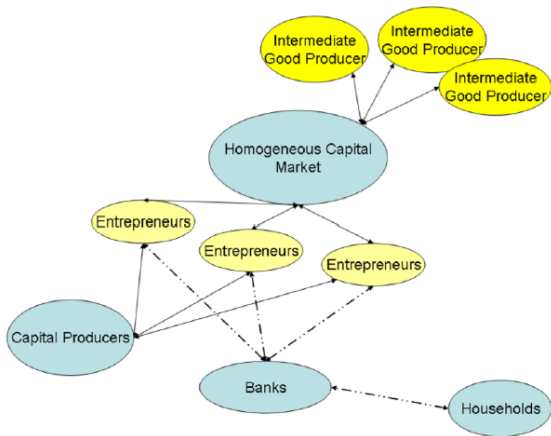 Intermediate
Good Producer
Intermediate
Good Producer
Intermediate
Good Producer
Homogeneous Capital
Market
Entrepreneurs
Entrepreneurs
Entrepreneurs
Capital Producers
Banks
Households